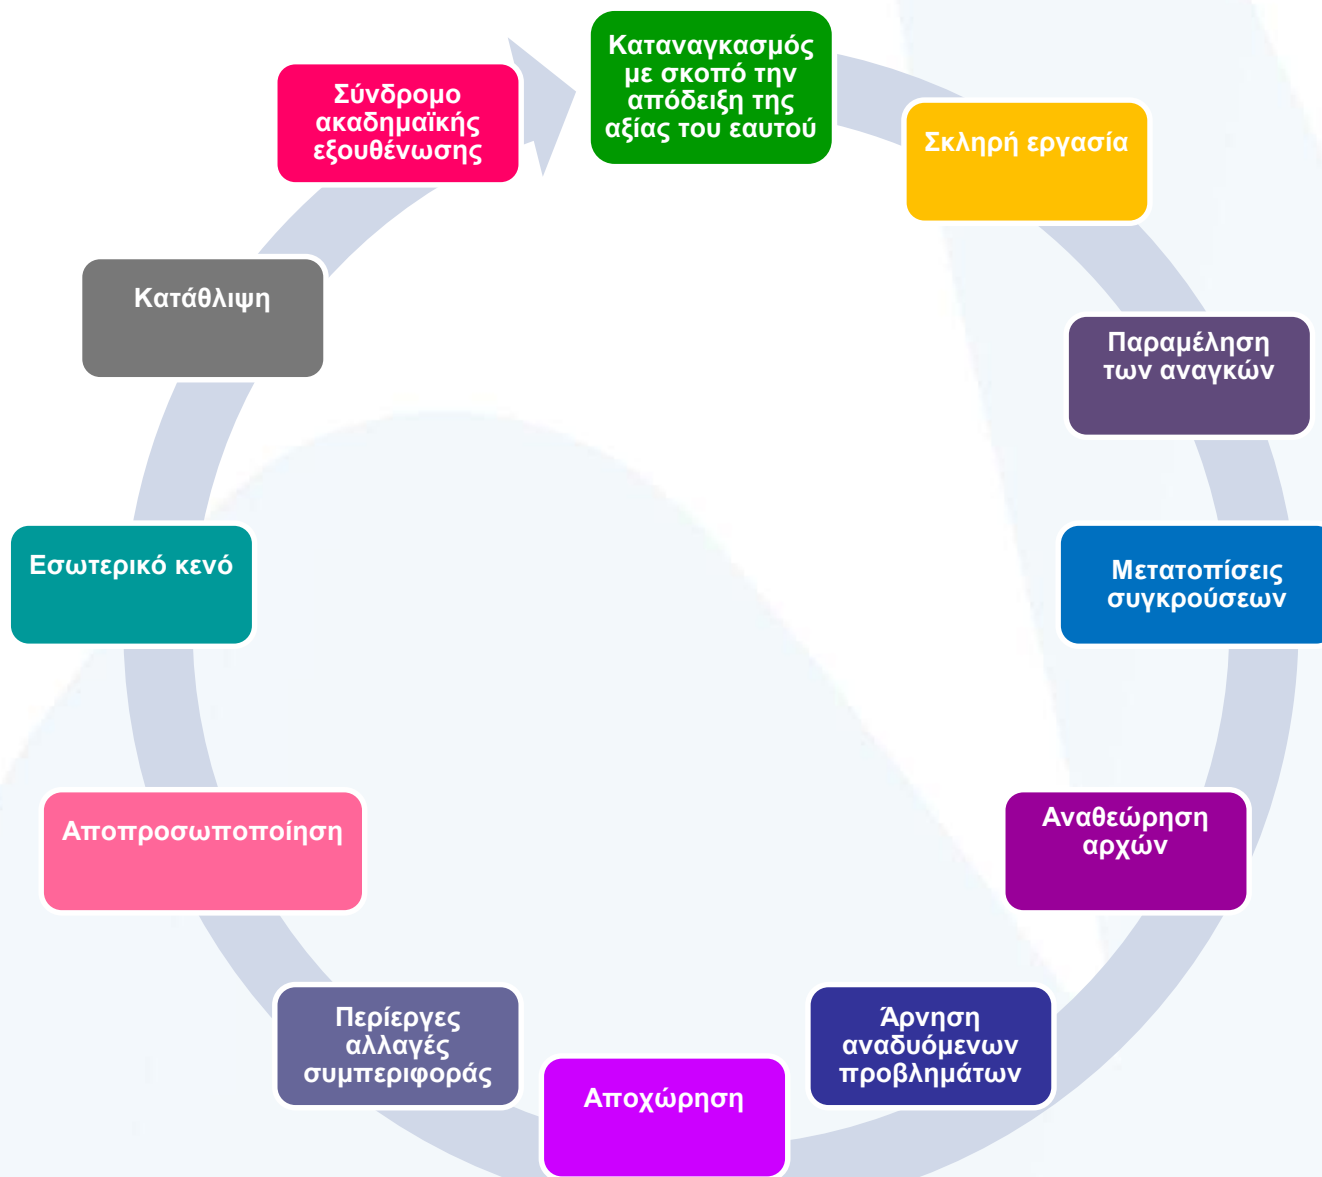 Καταναγκασμός
με σκοπό την
απόδειξη της
αξίας του εαυτού
Σκληρή εργασία
Παραμέληση
των αναγκών
Μετατοπίσεις
συγκρούσεων
Αναθεώρηση
αρχών
Άρνηση
αναδυόμενων
προβλημάτων
Αποχώρηση
Περίεργες
αλλαγές
συμπεριφοράς
Αποπροσωποποίηση
Εσωτερικό κενό
Κατάθλιψη
Σύνδρομο
ακαδημαϊκής
εξουθένωσης